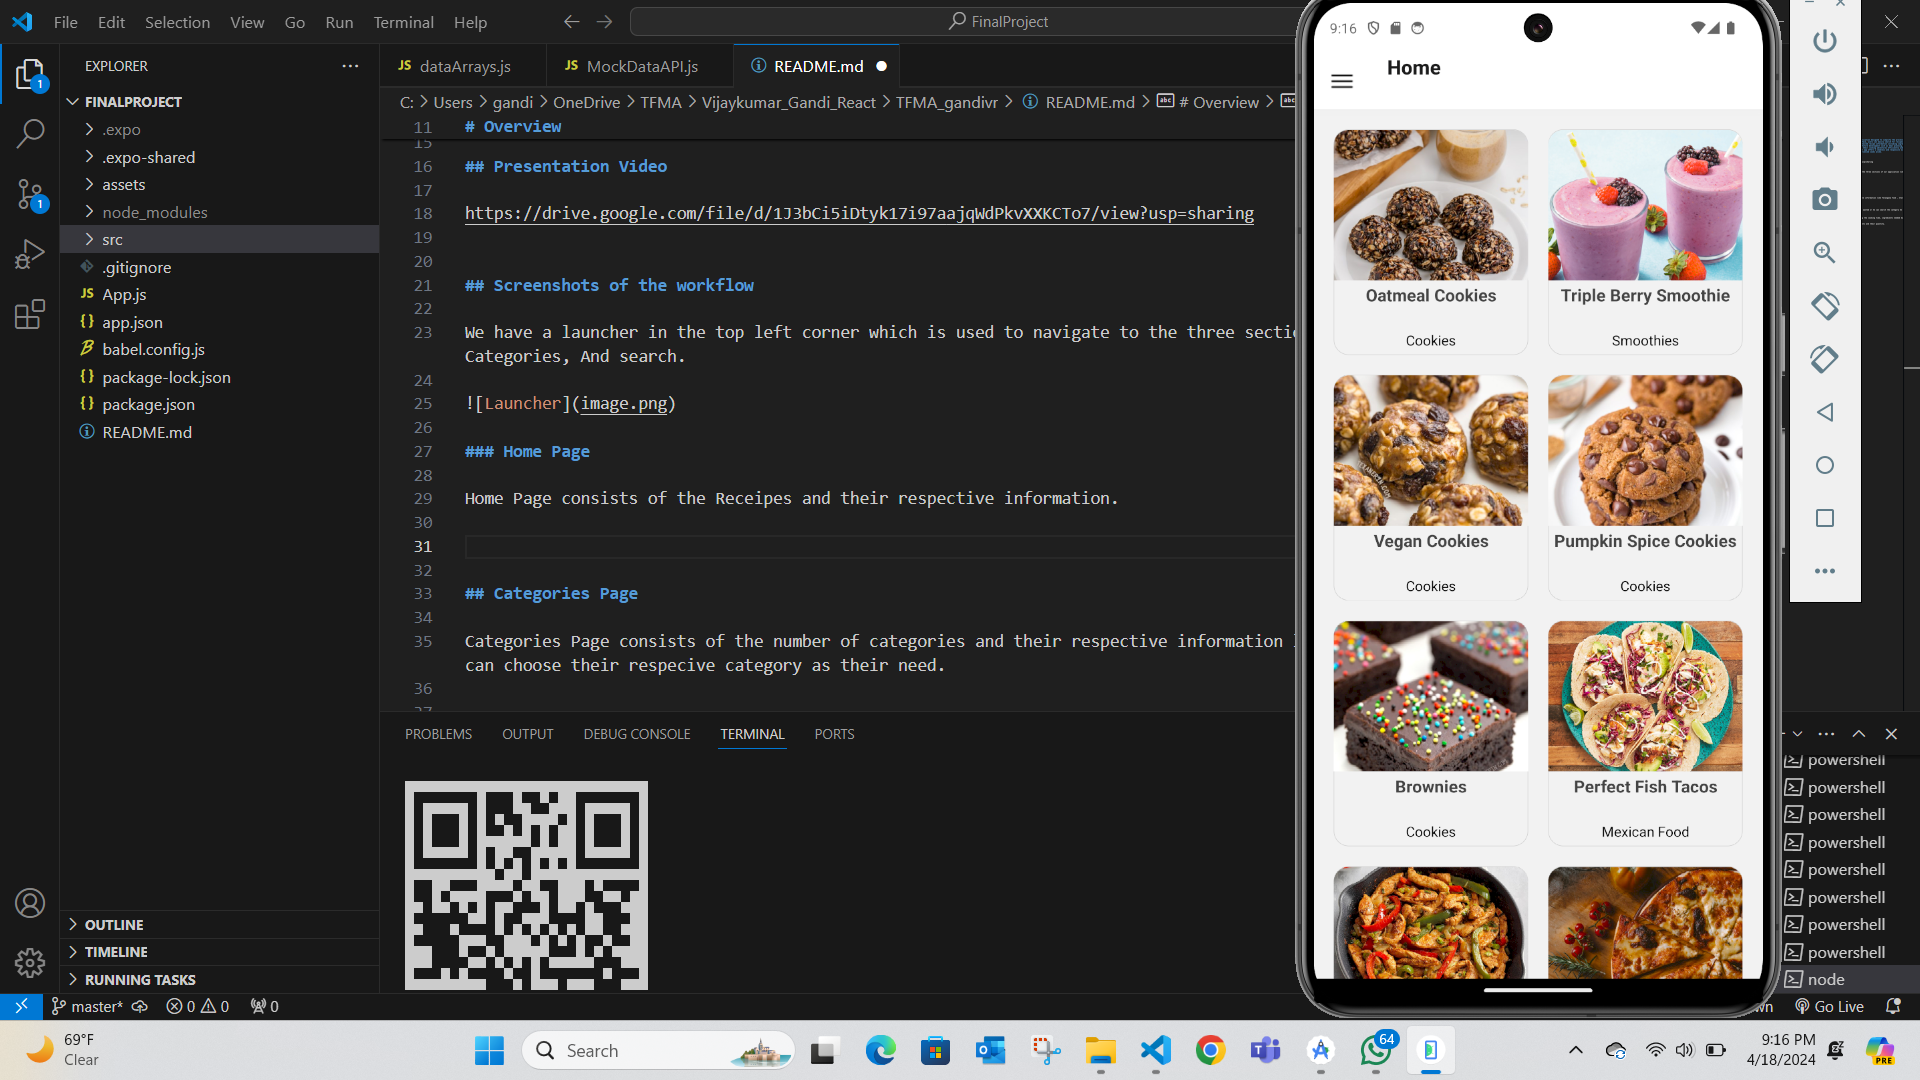 File Edit Selection View Go Run Terminal Help
FinalProject
EXPLORER
FINALPROJECT
.expo
.expo-shared
assets
node_modules
src
.gitignore
JS App.js
{} app.json
babel.config.js
{} package-lock.json
{} package.json
README.md
OUTLINE
TIMELINE
RUNNING TASKS
1
1
JS dataArrays.js
JS MockDataAPI.js
README.md
C: > Users > gandi > OneDrive > TFMA > Vijaykumar_Gandi_React > TFMA_gandivr > README.md > # Overview >
11 # Overview
15
16 ## Presentation Video
17
18 https://drive.google.com/file/d/1J3bCi5iDtyk17i97aajqWdPkvXXKCTo7/view?usp=sharing
19
20
21 ## Screenshots of the workflow
22
23 We have a launcher in the top left corner which is used to navigate to the three secti
Categories, And search.
24
25 ![Launcher](image.png)
26
27 ### Home Page
28
29 Home Page consists of the Receipes and their respective information.
30
31
32
33 ## Categories Page
34
35 Categories Page consists of the number of categories and their respective information
can choose their respecive category as their need.
36
37
PROBLEMS OUTPUT DEBUG CONSOLE TERMINAL PORTS
powershell
powershell
powershell
powershell
powershell
powershell
powershell
powershell
node
9:16
Home
Oatmeal Cookies
Cookies
Triple Berry Smoothie
Smoothies
Vegan Cookies
Cookies
Pumpkin Spice Cookies
Cookies
Brownies
Cookies
Perfect Fish Tacos
Mexican Food
master* 0 0 0
Go Live
69°F
Clear
Search
64
9:16 PM
4/18/2024
PRE